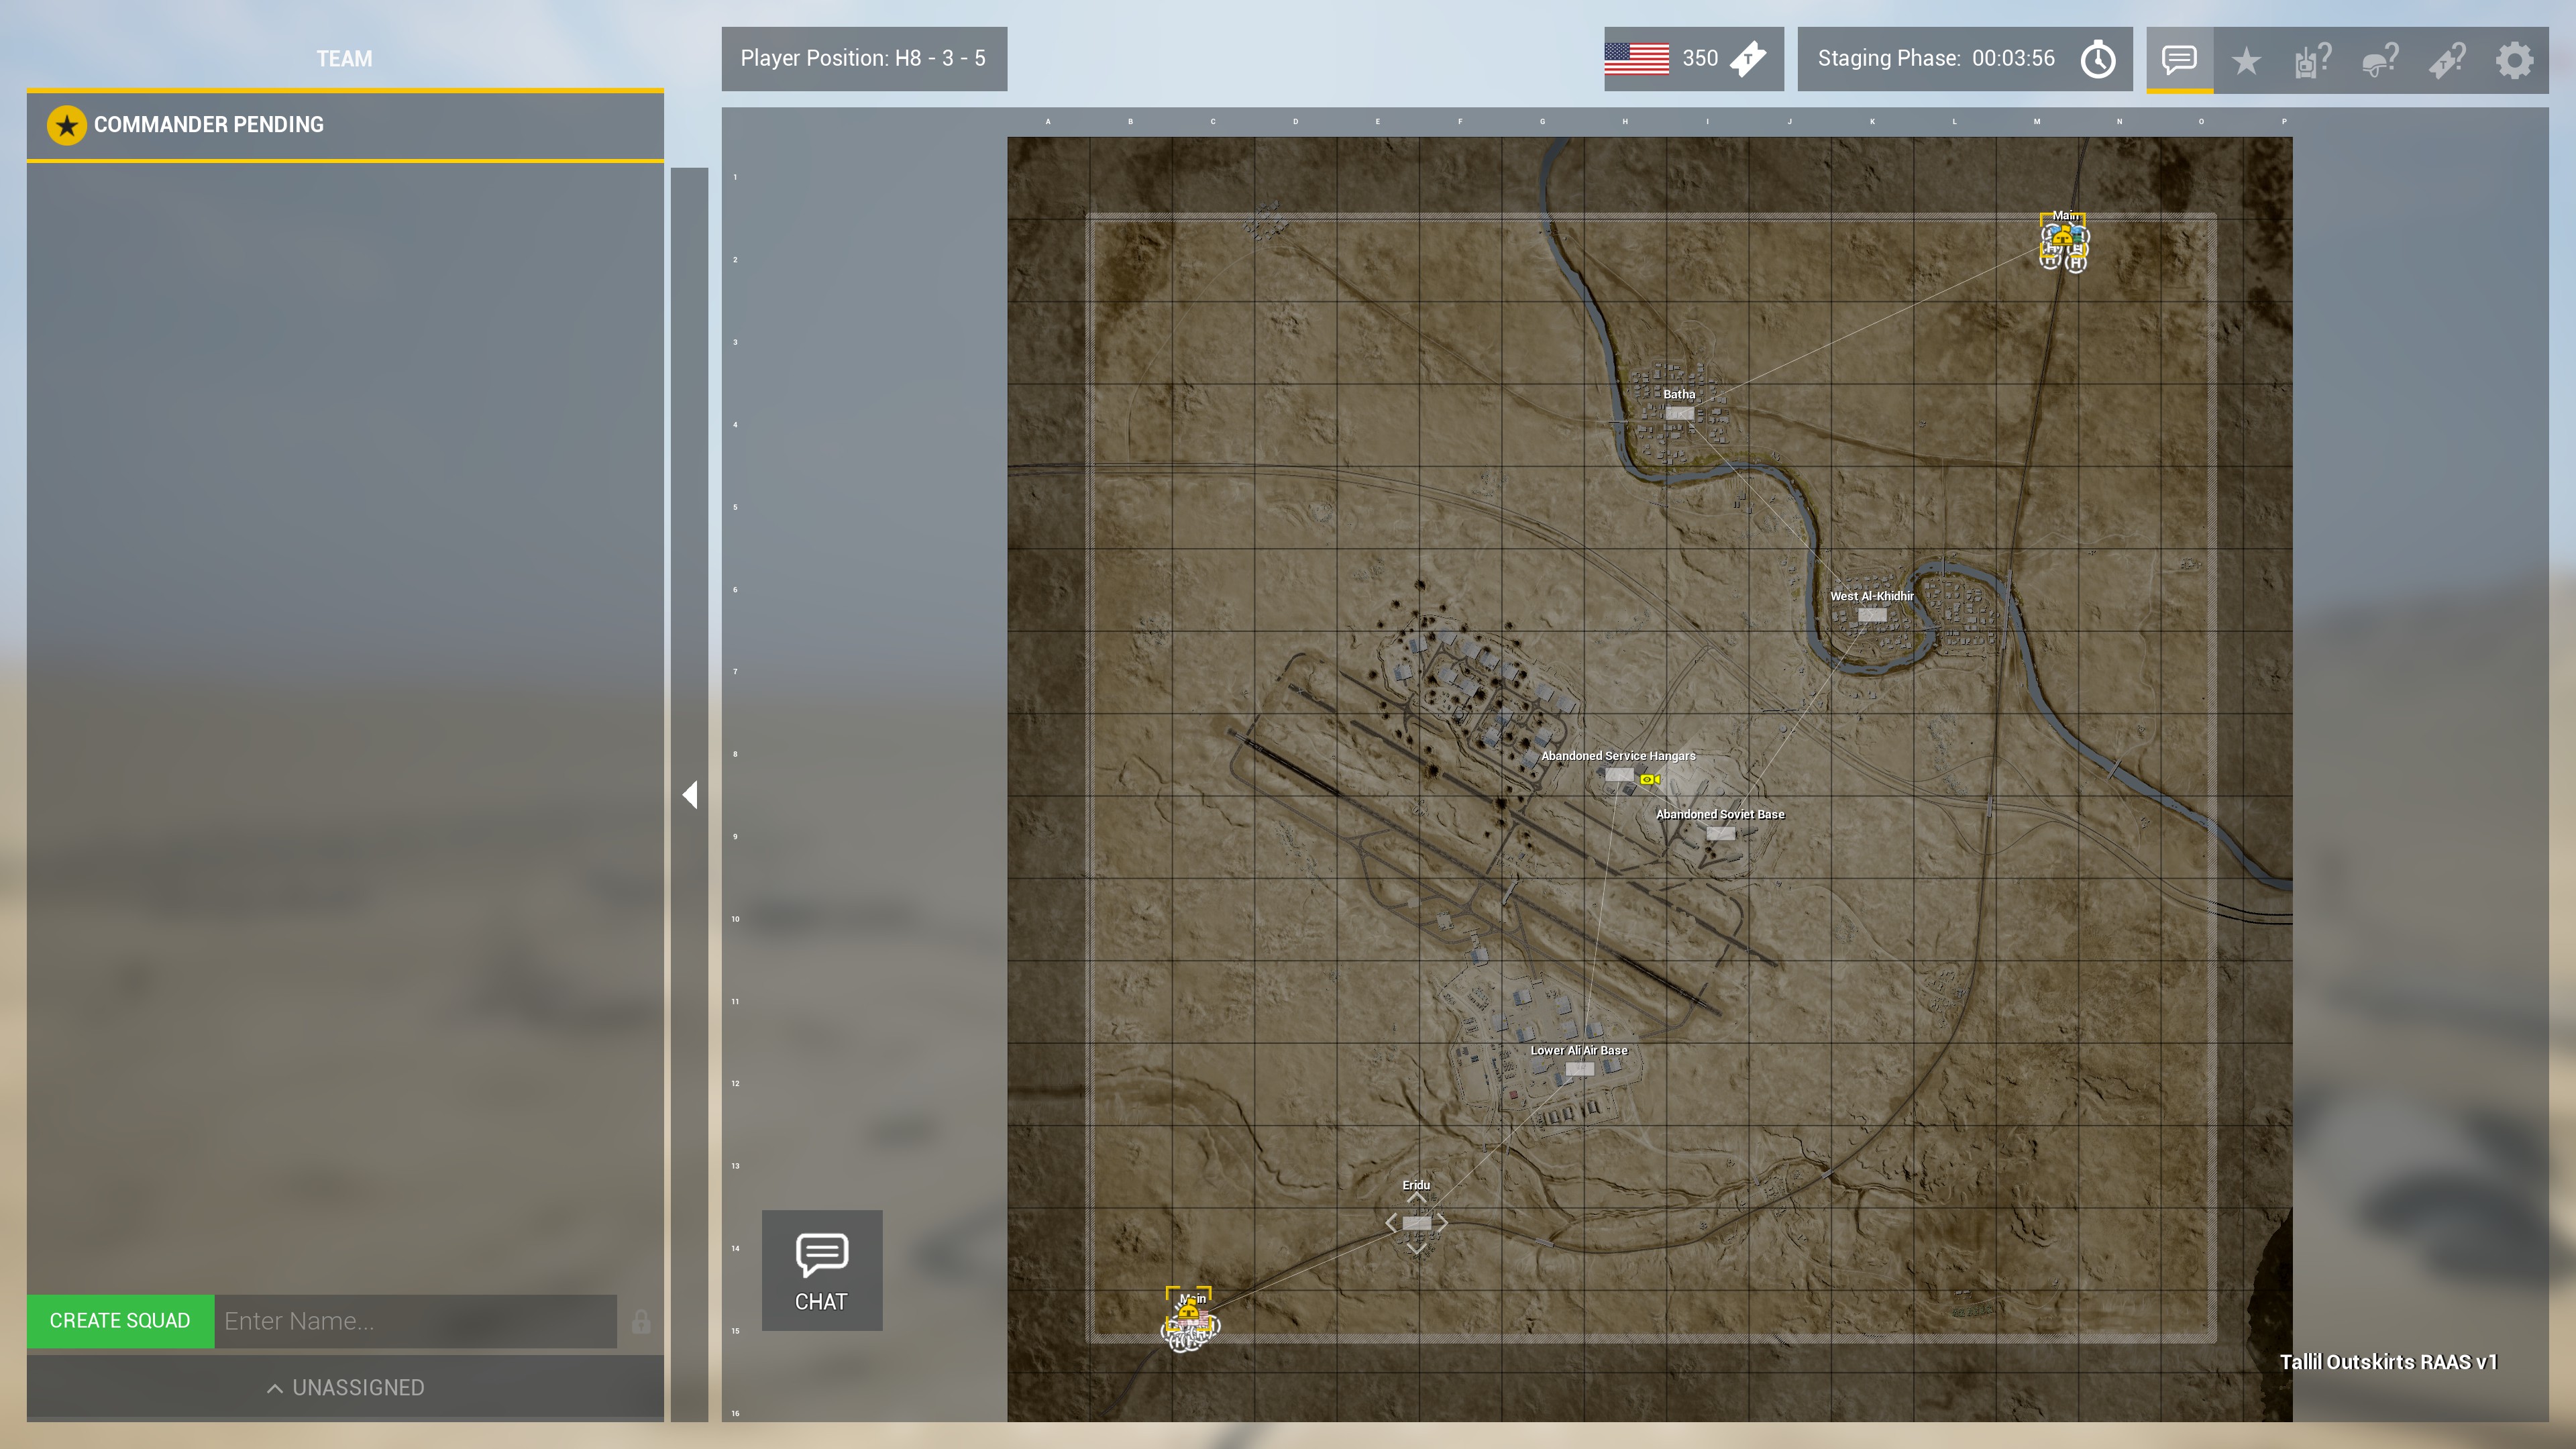 TEAM
Player Position: H8 - 3 - 5
350
T
Staging Phase: 00:03:56
?
?
T?
COMMANDER PENDING
A B C D E F G H I J K L M N O P
1
Main
2
H H
3
Batha
4
5
6
West Al-Khidhir
7
8
Abandoned Service Hangars
Abandoned Soviet Base
9
10
11
Lower Ali Air Base
12
13
Eridu
14
CHAT
Main
CREATE SQUAD
Enter Name...
15
Tallil Outskirts RAAS v1
UNASSIGNED
16